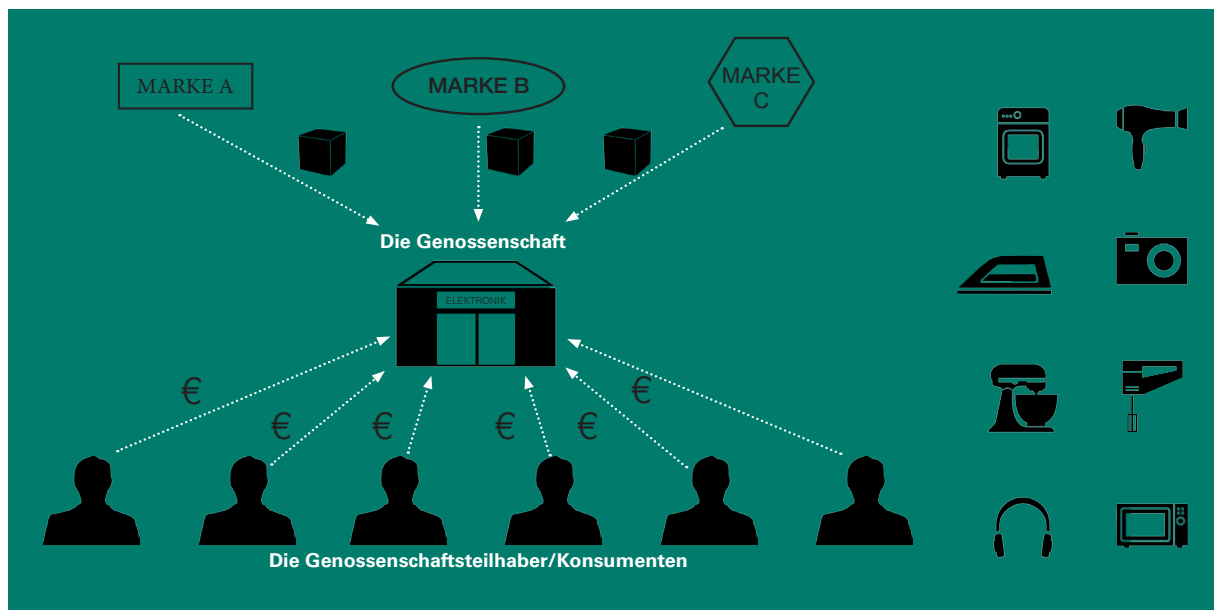 MARKE A
MARKE B
MARKE
C
Die Genossenschaft
ELEKTRONIK
€
€
€
€
€
€
Die Genossenschaftsteilhaber/Konsumenten